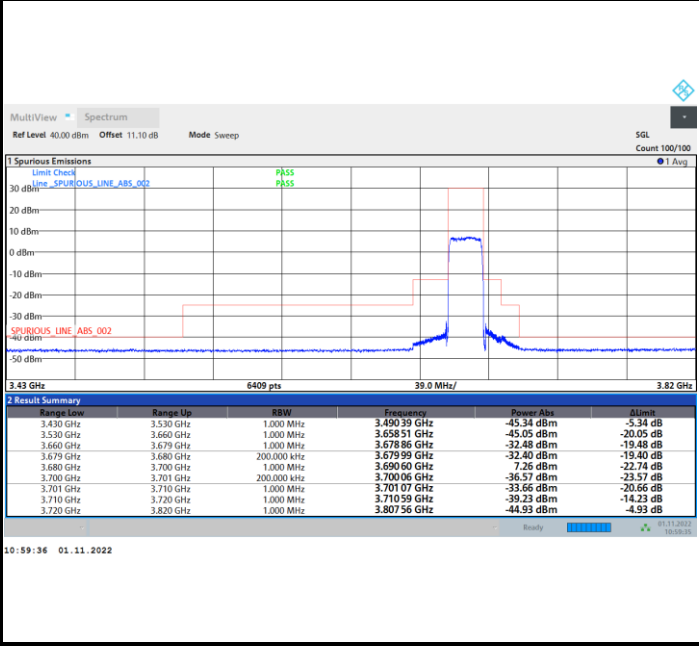 MultiView Spectrum
Ref Level 40.00 dBm Offset 11.10 dB Mode Sweep SGL
Count 100/100
1 Spurious Emissions 1 Avg
Limit Check PASS
Line _SPURIOUS_LINE_ABS_002 PASS
30 dBm
20 dBm
10 dBm
0 dBm
-10 dBm
-20 dBm
-30 dBm
_SPURIOUS_LINE_ABS_002
-40 dBm
-50 dBm
3.43 GHz 6409 pts 39.0 MHz/ 3.82 GHz
2 Result Summary
Range Low Range Up RBW Frequency Power Abs ΔLimit
3.430 GHz 3.530 GHz 1.000 MHz 3.490 39 GHz -45.34 dBm -5.34 dB
3.530 GHz 3.660 GHz 1.000 MHz 3.658 51 GHz -45.05 dBm -20.05 dB
3.660 GHz 3.679 GHz 1.000 MHz 3.678 86 GHz -32.48 dBm -19.48 dB
3.679 GHz 3.680 GHz 200.000 kHz 3.679 99 GHz -32.40 dBm -19.40 dB
3.680 GHz 3.700 GHz 1.000 MHz 3.690 60 GHz 7.26 dBm -22.74 dB
3.700 GHz 3.701 GHz 200.000 kHz 3.700 06 GHz -36.57 dBm -23.57 dB
3.701 GHz 3.710 GHz 1.000 MHz 3.701 07 GHz -33.66 dBm -20.66 dB
3.710 GHz 3.720 GHz 1.000 MHz 3.710 59 GHz -39.23 dBm -14.23 dB
3.720 GHz 3.820 GHz 1.000 MHz 3.807 56 GHz -44.93 dBm -4.93 dB
Ready 01.11.2022
10:59:35
10:59:36 01.11.2022